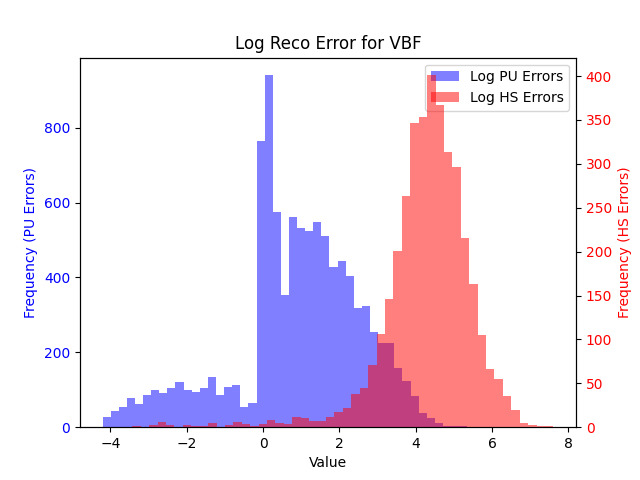 Log Reco Error for VBF
Log PU Errors
Log HS Errors
Frequency (PU Errors)
800
600
400
200
0
Frequency (HS Errors)
400
350
300
250
200
150
100
50
0
−4 −2 0 2 4 6 8
Value